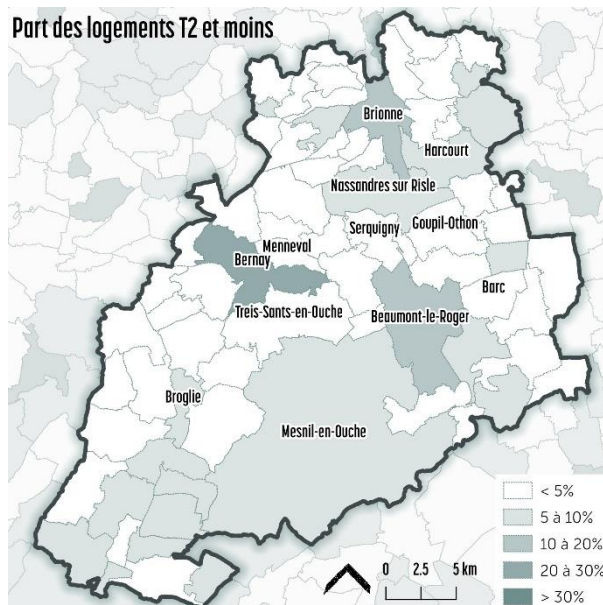 Part des logements T2 et moins
Brionne
Harcourt
Nassandres sur Risle
Serquigny
Goupil-Othon
Menneval
Bernay
Barc
Treis-Sants-en-Ouche
Beaumont-le-Roger
Broglie
Mesnil-en-Ouche
< 5%
5 à 10%
10 à 20%
20 à 30%
> 30%
0 2.5 5 km